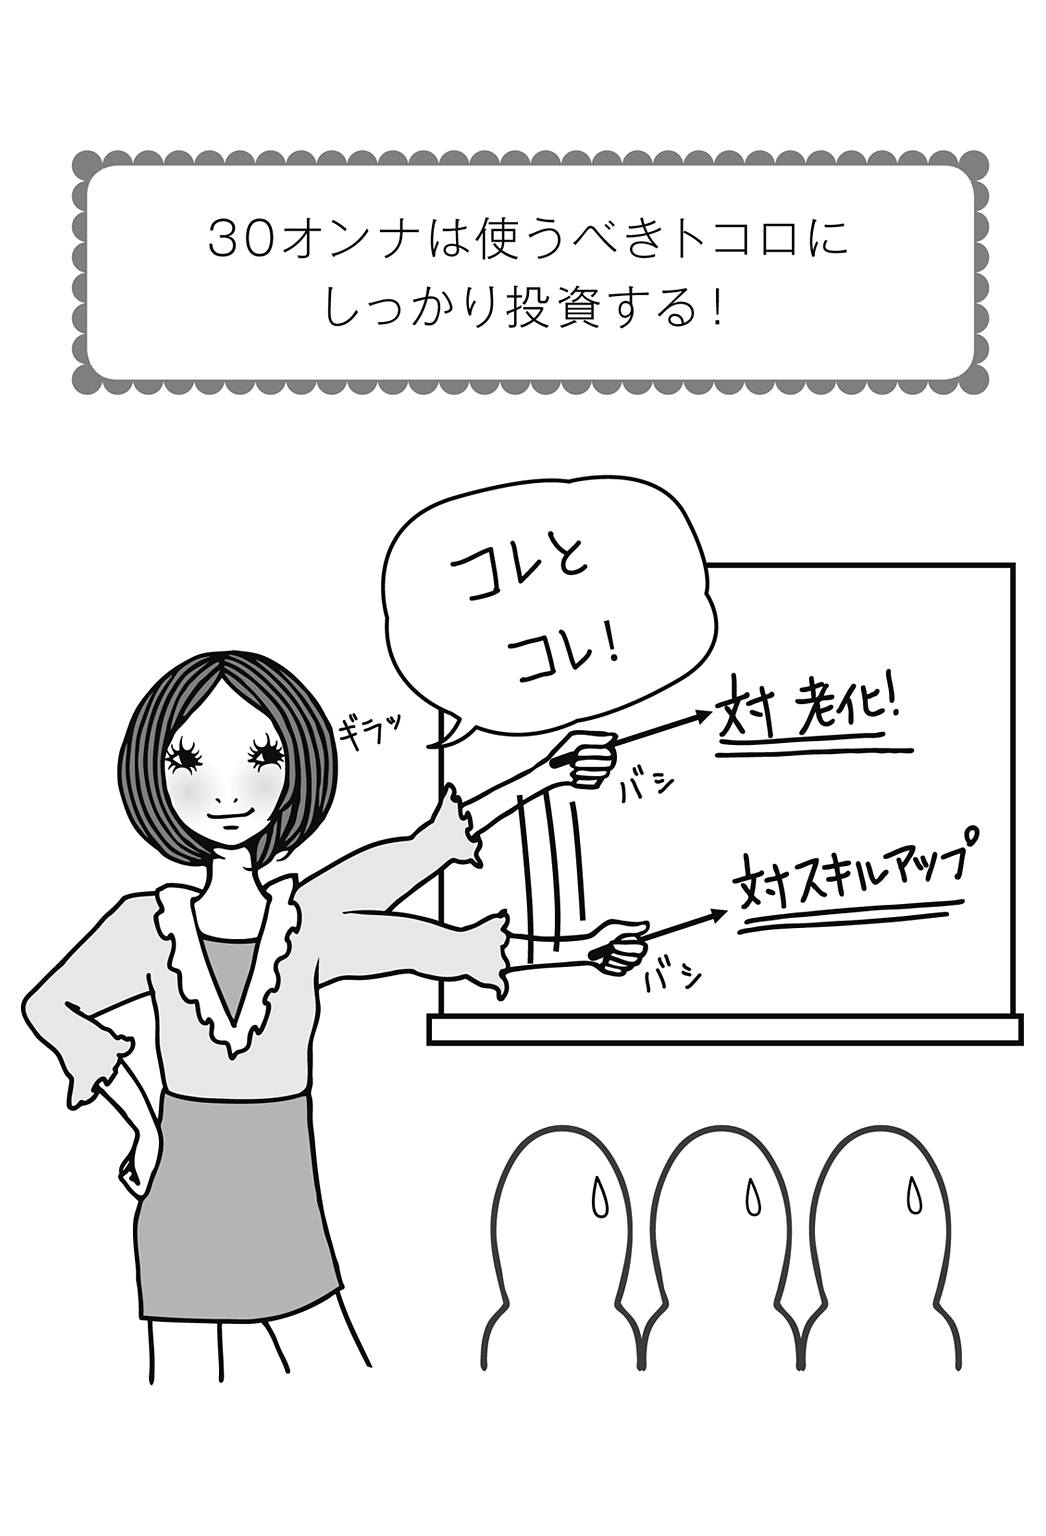 30オンナは使うべきトコロに
しっかり投資する!
コレと
コレ!
ギラッ
対 老化!
バシ
対スキルアップ
バシ